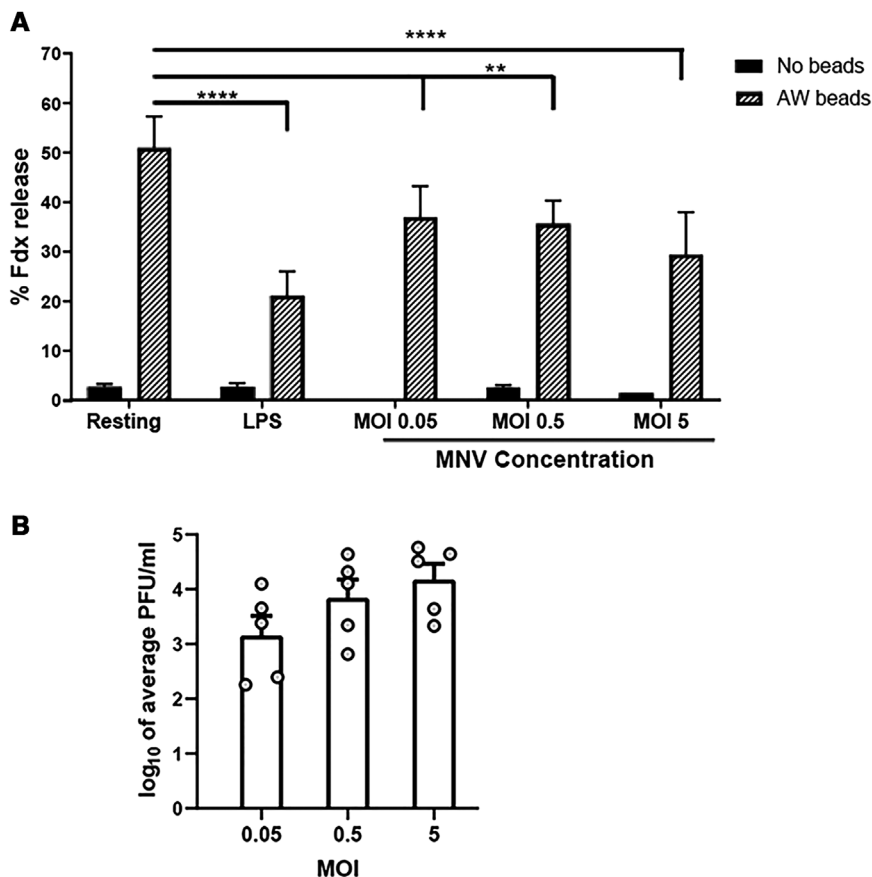 A
****
**
****
No beads
AW beads
70
60
50
40
30
20
10
0
% Fdx release
Resting LPS MOI 0.05 MOI 0.5 MOI 5
MNV Concentration
B
5
4
3
2
1
0
log10 of average PFU/ml
0.05 0.5 5
MOI